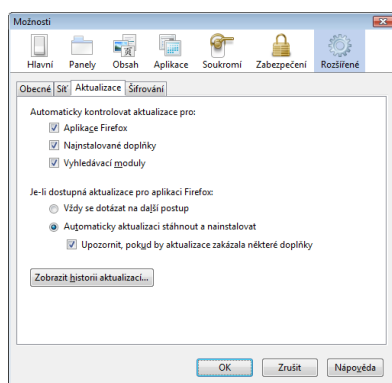 Možnosti
Hlavní Panely Obsah Aplikace Soukromí Zabezpečení Rozšířené
Obecné Síť Aktualizace Šifrování
Automaticky kontrolovat aktualizace pro:
Aplikace Firefox
Nainstalované doplňky
Vyhledávací moduly
Je-li dostupná aktualizace pro aplikaci Firefox:
Vždy se dotázat na další postup
Automaticky aktualizaci stáhnout a nainstalovat
Upozornit, pokud by aktualizace zakázala některé doplňky
Zobrazit historii aktualizací...
OK Zrušit Nápověda